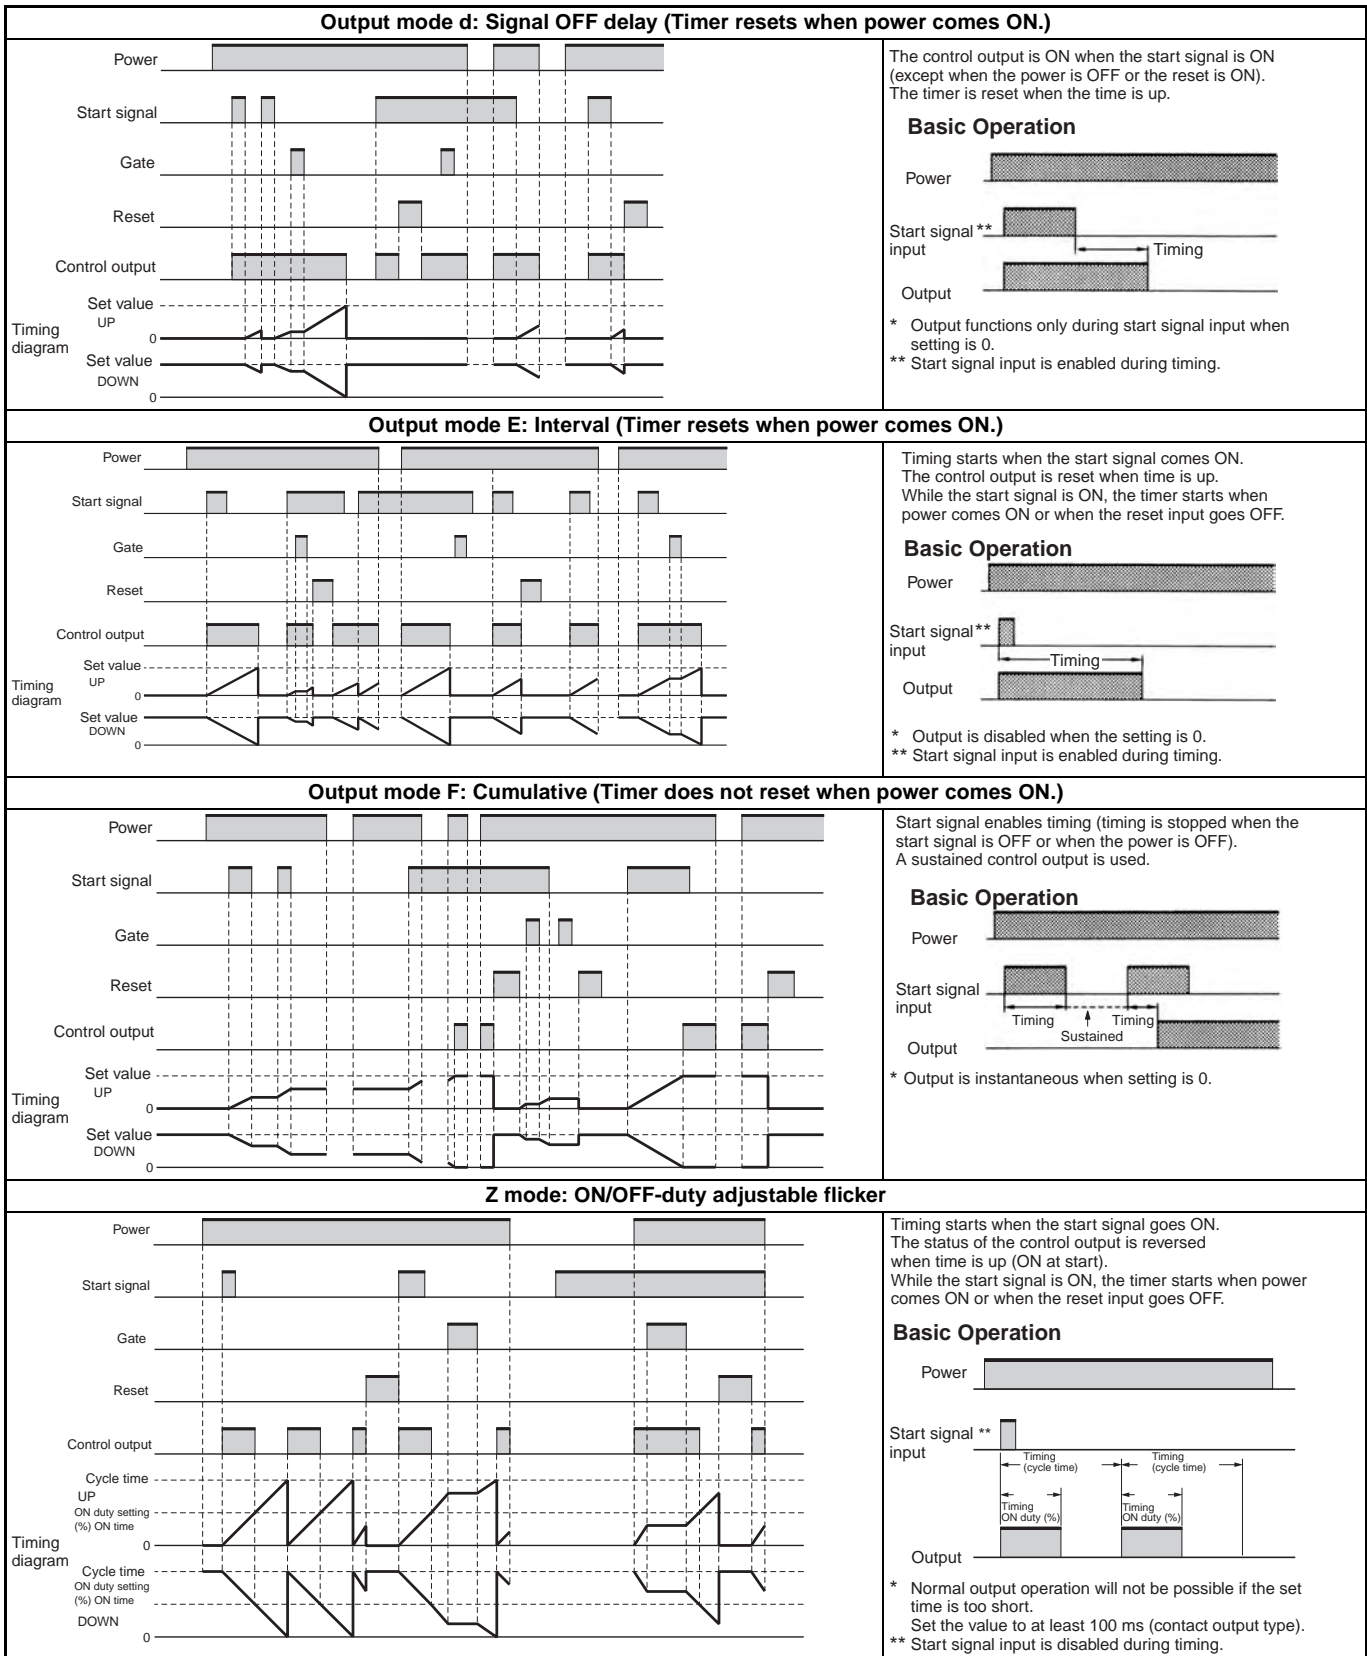 Output mode d: Signal OFF delay (Timer resets when power comes ON.)
Power
Start signal
Gate
Reset
Control output
Set value
UP
0
Timing
diagram
Set value
DOWN
0
The control output is ON when the start signal is ON
(except when the power is OFF or the reset is ON).
The timer is reset when the time is up.
Basic Operation
Power
Start signal **
input
Timing
Output
* Output functions only during start signal input when
setting is 0.
** Start signal input is enabled during timing.
Output mode E: Interval (Timer resets when power comes ON.)
Power
Start signal
Gate
Reset
Control output
Set value
UP
0
Timing
diagram
Set value
DOWN
0
Timing starts when the start signal comes ON.
The control output is reset when time is up.
While the start signal is ON, the timer starts when
power comes ON or when the reset input goes OFF.
Basic Operation
Power
Start signal**
input
Timing
Output
* Output is disabled when the setting is 0.
** Start signal input is enabled during timing.
Output mode F: Cumulative (Timer does not reset when power comes ON.)
Power
Start signal
Gate
Reset
Control output
Set value
UP
0
Timing
diagram
Set value
DOWN
0
Start signal enables timing (timing is stopped when the
start signal is OFF or when the power is OFF).
A sustained control output is used.
Basic Operation
Power
Start signal
input
Timing
Timing
Sustained
Output
* Output is instantaneous when setting is 0.
Z mode: ON/OFF-duty adjustable flicker
Power
Start signal
Gate
Reset
Control output
Cycle time
UP
ON duty setting
(%) ON time
0
Timing
diagram
Cycle time
ON duty setting
(%) ON time
DOWN
0
Timing starts when the start signal goes ON.
The status of the control output is reversed
when time is up (ON at start).
While the start signal is ON, the timer starts when power
comes ON or when the reset input goes OFF.
Basic Operation
Power
Start signal **
input
Timing
(cycle time)
Timing
(cycle time)
Timing
ON duty (%)
Timing
ON duty (%)
Output
* Normal output operation will not be possible if the set
time is too short.
Set the value to at least 100 ms (contact output type).
** Start signal input is disabled during timing.